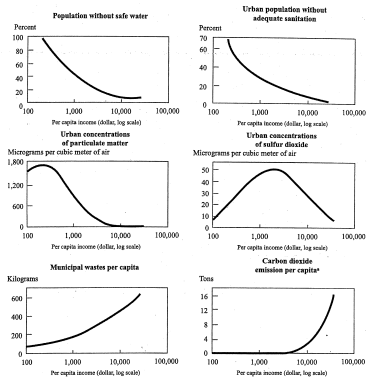 Population without safe water
Percent
100
80
60
40
20
0
100 1,000 10,000 100,000
Per capita income (dollar, log scale)
Urban population without
adequate sanitation
Percent
70
60
40
20
0
100 1,000 10,000 100,000
Per capita income (dollar, log scale)
Urban concentrations
of particulate matter
Micrograms per cubic meter of air
1,800
1,200
600
0
100 1,000 10,000 100,000
Per capita income (dollar, log scale)
Urban concentrations
of sulfur dioxide
Micrograms per cubic meter of air
50
40
30
20
10
0
100 1,000 10,000 100,000
Per capita income (dollar, log scale)
Municipal wastes per capita
Kilograms
600
400
200
0
100 1,000 10,000 100,000
Per capita income (dollar, log scale)
Carbon dioxide
emission per capitaᵃ
Tons
16
12
8
4
0
100 1,000 10,000 100,000
Per capita income (dollar, log scale)